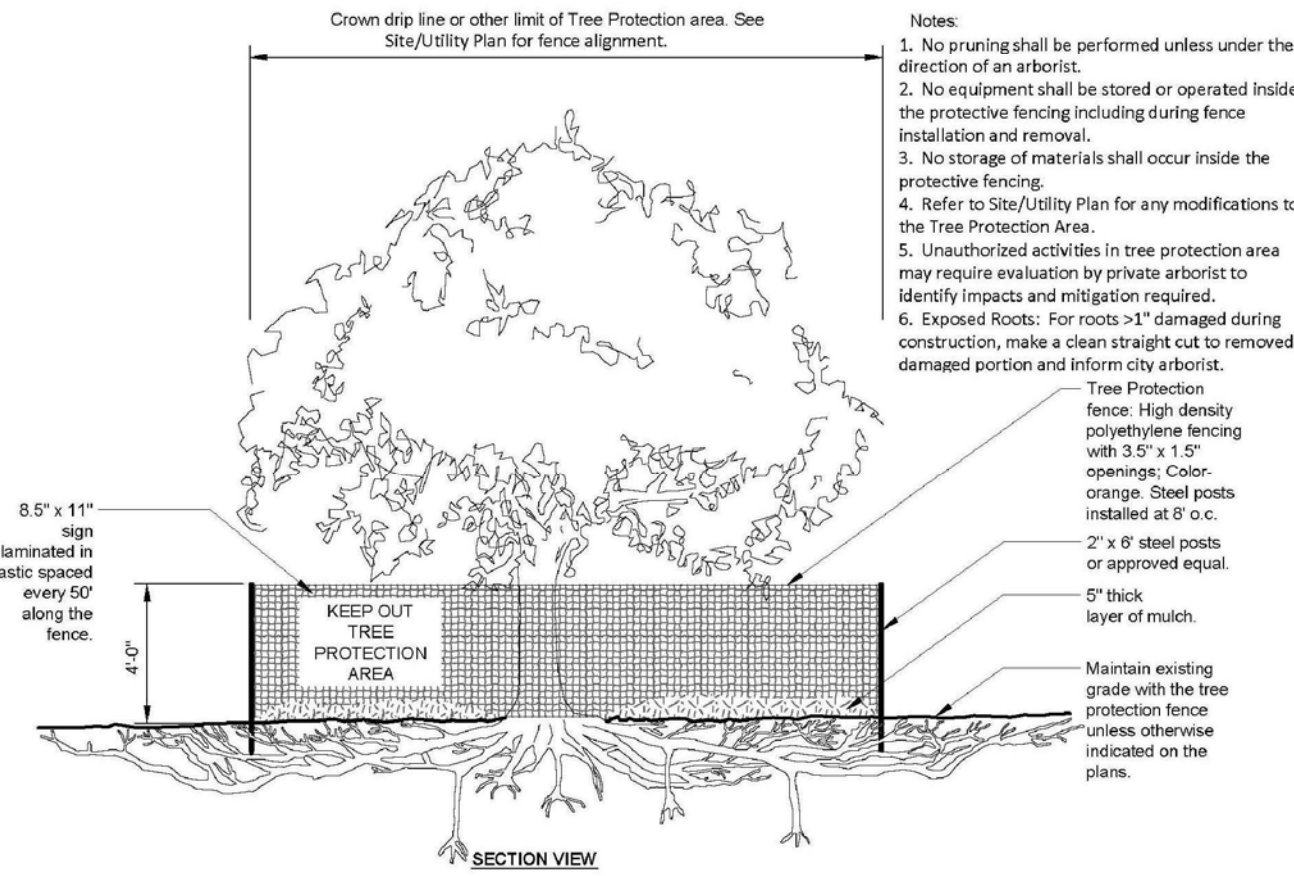 Crown drip line or other limit of Tree Protection area. See
Site/Utility Plan for fence alignment.
Notes:
1. No pruning shall be performed unless under the
direction of an arborist.
2. No equipment shall be stored or operated inside
the protective fencing including during fence
installation and removal.
3. No storage of materials shall occur inside the
protective fencing.
4. Refer to Site/Utility Plan for any modifications to
the Tree Protection Area.
5. Unauthorized activities in tree protection area
may require evaluation by private arborist to
identify impacts and mitigation required.
6. Exposed Roots: For roots >1" damaged during
construction, make a clean straight cut to removed
damaged portion and inform city arborist.
Tree Protection
fence: High density
polyethylene fencing
with 3.5" x 1.5"
openings; Color-
orange. Steel posts
installed at 8' o.c.
2" x 6' steel posts
or approved equal.
5" thick
layer of mulch.
Maintain existing
grade with the tree
protection fence
unless otherwise
indicated on the
plans.
8.5" x 11"
sign
laminated in
astic spaced
every 50'
along the
fence.
4'-0"
KEEP OUT
TREE
PROTECTION
AREA
SECTION VIEW